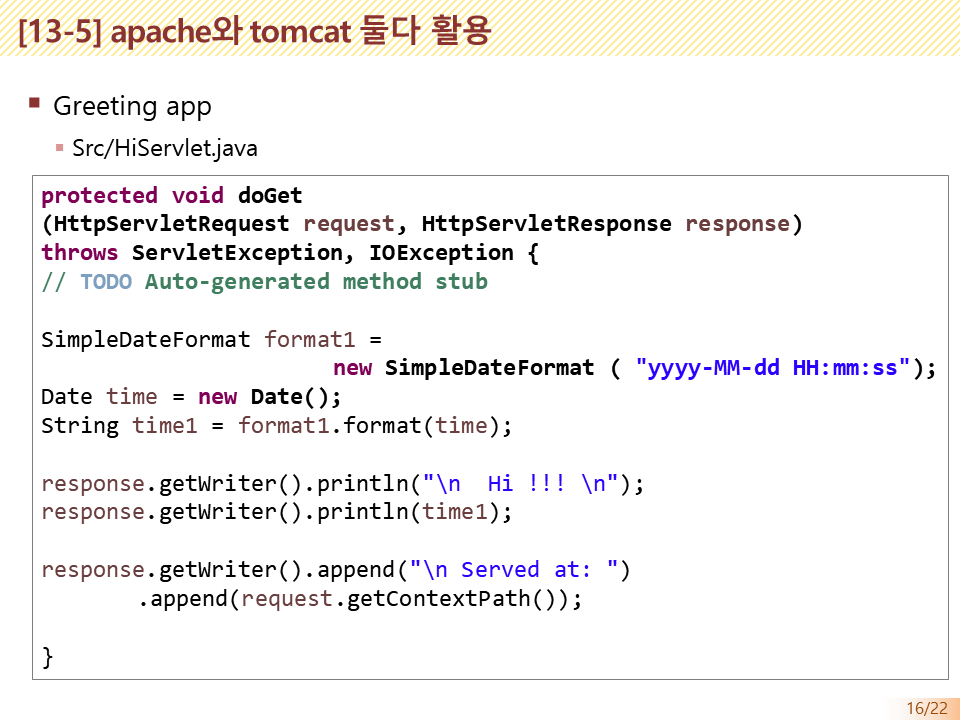 [13-5] apache와 tomcat 둘다 활용
Greeting app
Src/HiServlet.java
protected void doGet
(HttpServletRequest request, HttpServletResponse response)
throws ServletException, IOException {
// TODO Auto-generated method stub
SimpleDateFormat format1 =
new SimpleDateFormat ( "yyyy-MM-dd HH:mm:ss");
Date time = new Date();
String time1 = format1.format(time);
response.getWriter().println("\n  Hi !!! \n");
response.getWriter().println(time1);
response.getWriter().append("\n Served at: ")
.append(request.getContextPath());
}
16/22